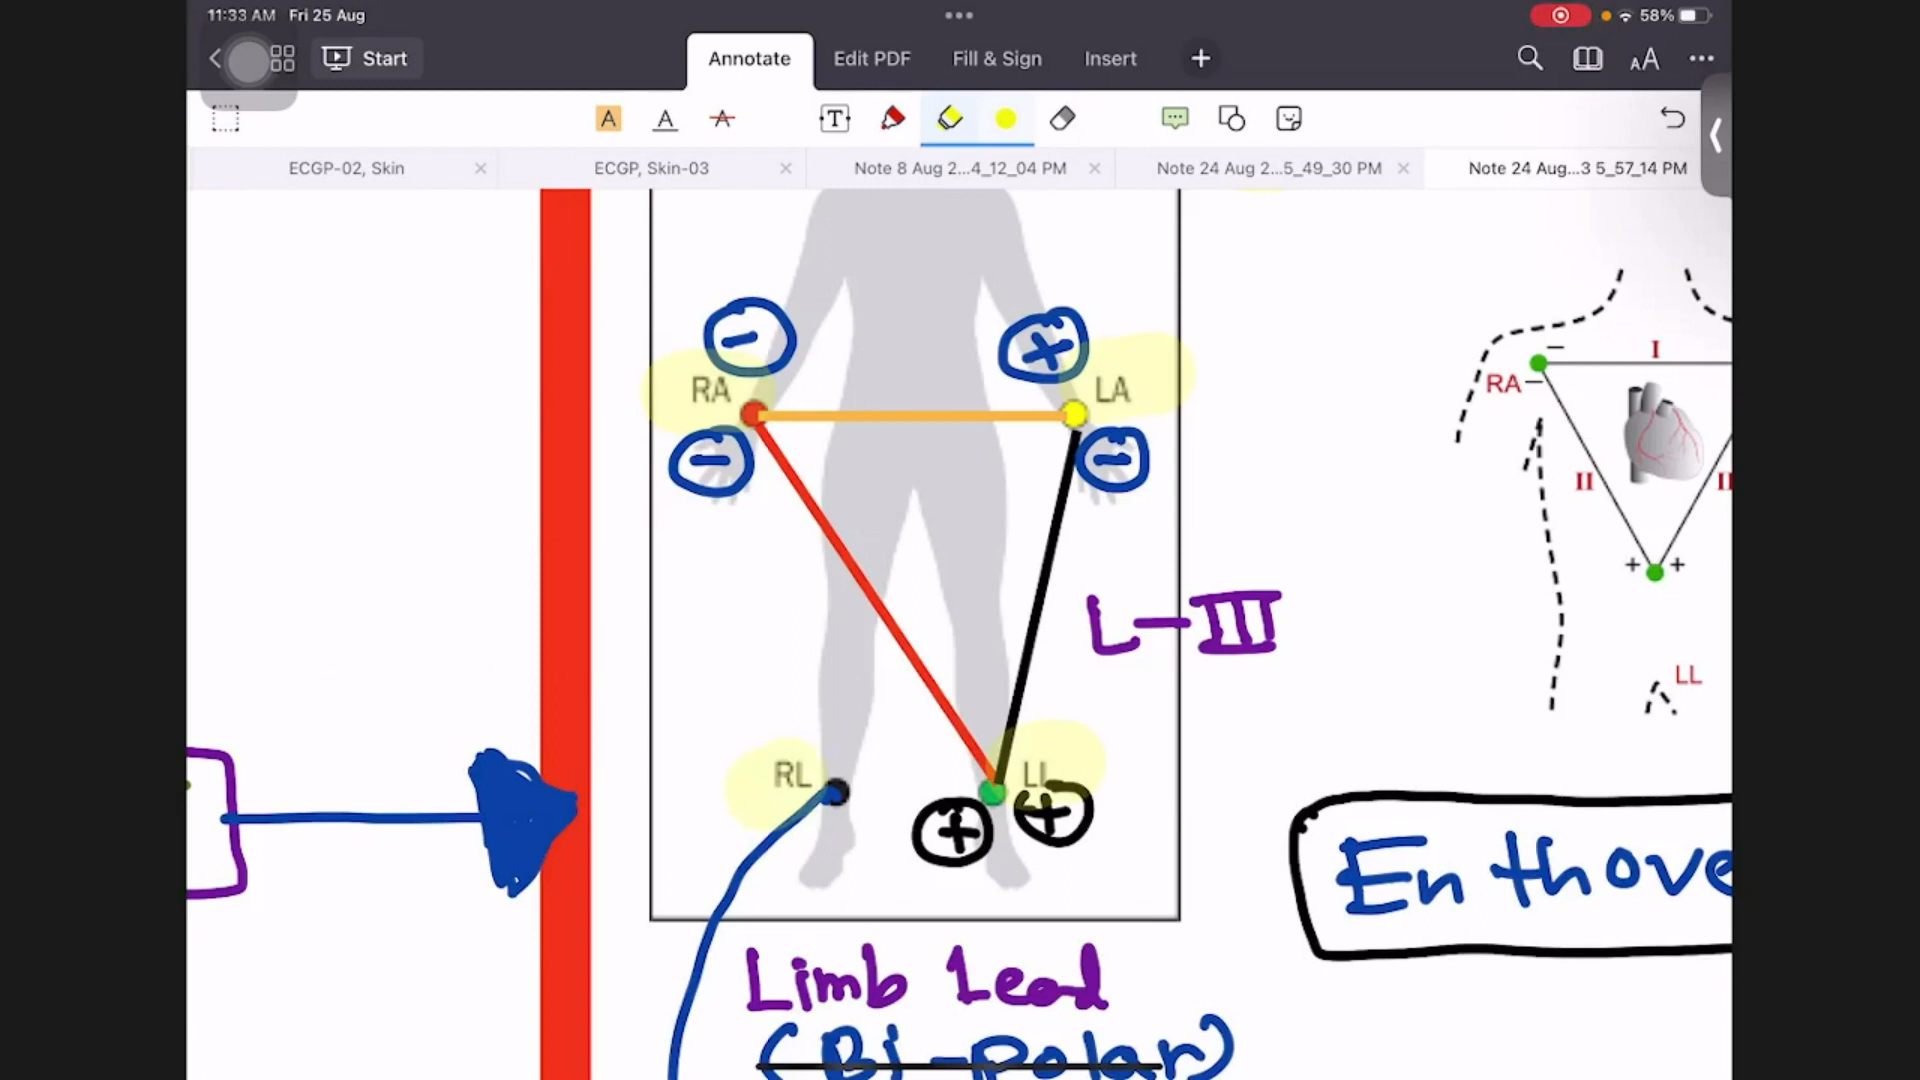 11:33 AM Fri 25 Aug
58%
Start
Annotate
Edit PDF
Fill & Sign
Insert
A A A T
AA
ECGP-02, Skin
ECGP, Skin-03
Note 8 Aug 2...4_12_04 PM
Note 24 Aug 2...5_49_30 PM
Note 24 Aug...3 5_57_14 PM
− +
RA LA
− −
L-III
RL LL
+ +
− I
RA −
II II
+ +
LL
Enthove
Limb Lead
(Bi-polar)